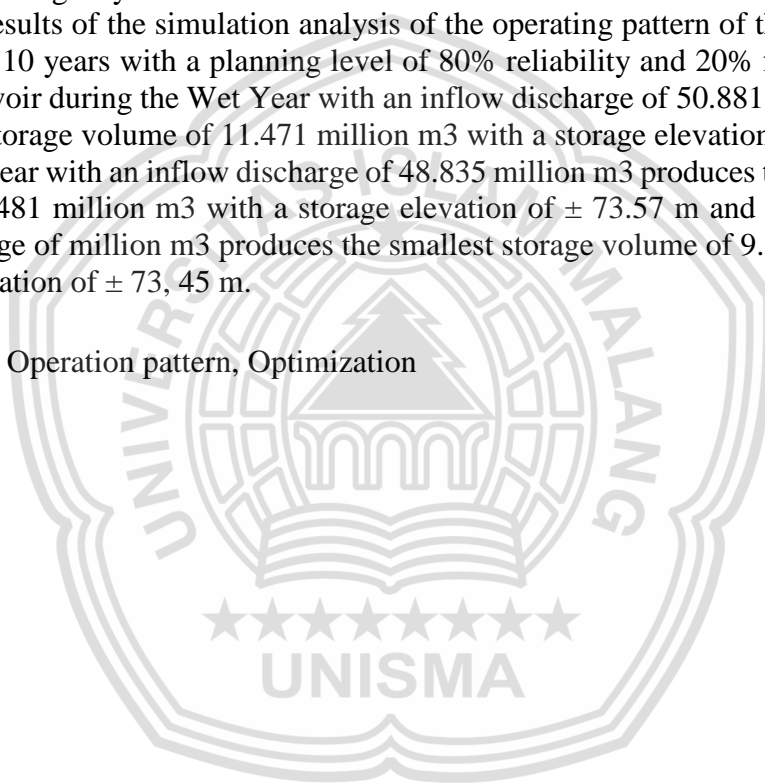 esults of the simulation analysis of the operating pattern of th
10 years with a planning level of 80% reliability and 20%
voir during the Wet Year with an inflow discharge of 50.881
torage volume of 11.471 million m3 with a storage elevation
ear with an inflow discharge of 48.835 million m3 produces t
481 million m3 with a storage elevation of ± 73.57 m and
ge of million m3 produces the smallest storage volume of 9.
ation of ± 73, 45 m.
Operation pattern, Optimization
UNIVERSITAS ISLAM MALANG
UNISMA